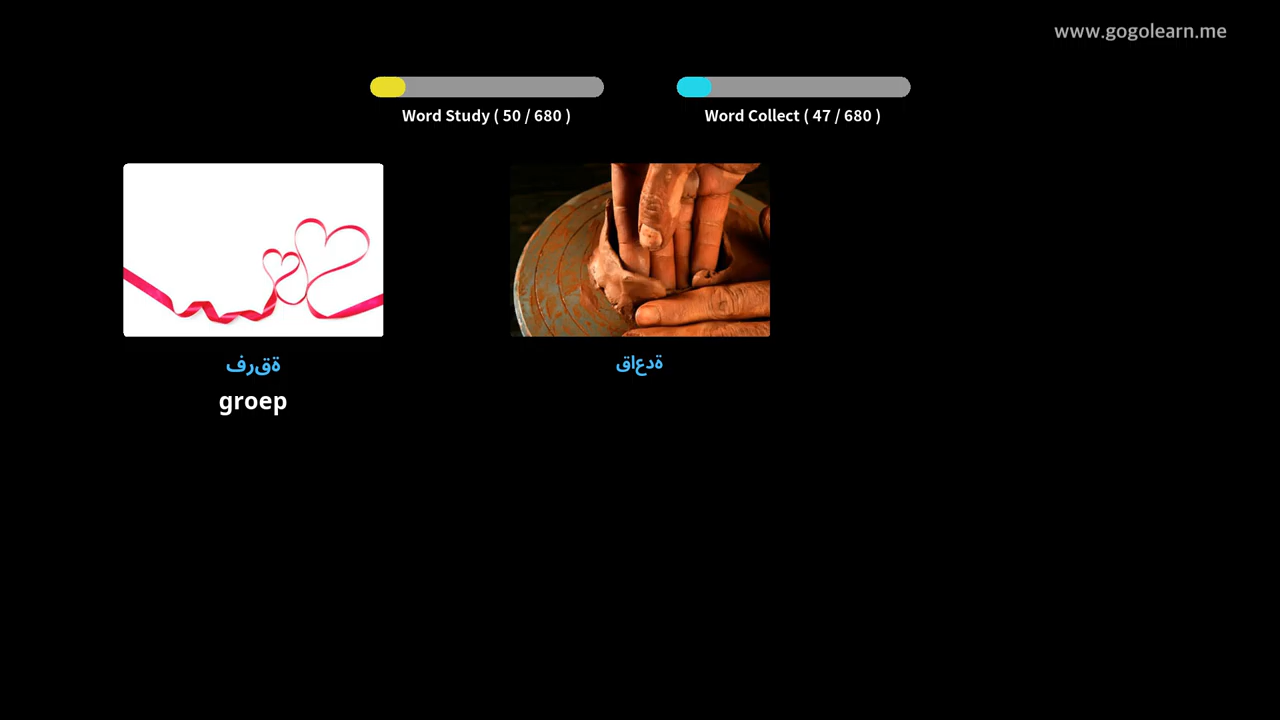 www.gogolearn.me
Word Study ( 50 / 680 )
Word Collect ( 47 / 680 )
ةقرف
groep
ةدعاق